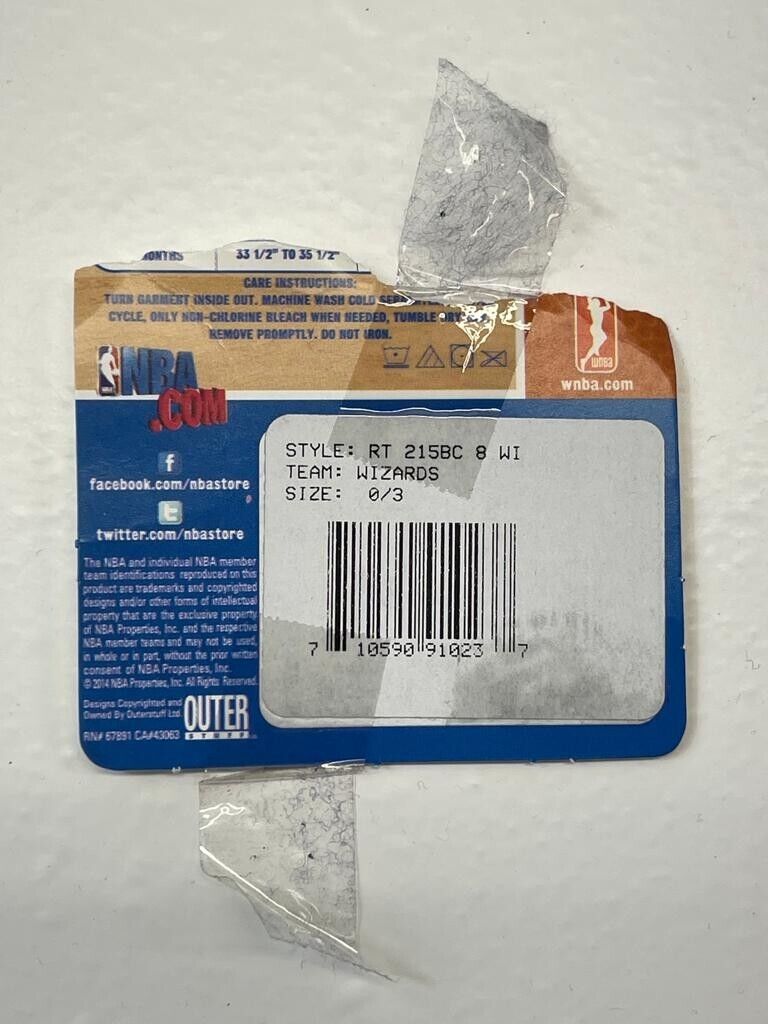 33 1/2" TO 35 1/2"
CARE INSTRUCTIONS:
TURN GARMENT INSIDE OUT. MACHINE WASH COLD
CYCLE, ONLY NON-CHLORINE BLEACH WHEN NEEDED, TUMBLE DRY
REMOVE PROMPTLY. DO NOT IRON.
WNBA
wnba.com
NBA
.COM
facebook.com/nbastore
twitter.com/nbastore
The NBA and individual NBA member
team identifications reproduced on this
product are trademarks and copyrighted
designs and/or other forms of intellectual
property that are the exclusive property
of NBA Properties, Inc. and the respective
NBA member teams and may not be used,
in whole or in part, without the prior written
consent of NBA Properties, Inc.
© 2014 NBA Properties, Inc. All Rights Reserved.
Designs Copyrighted and
Owned By Outerstuff Ltd.
RN# 67891 CA#43063
OUTER
STUFF
STYLE: RT 215BC 8 WI
TEAM: WIZARDS
SIZE: 0/3
7 10590 91023 7